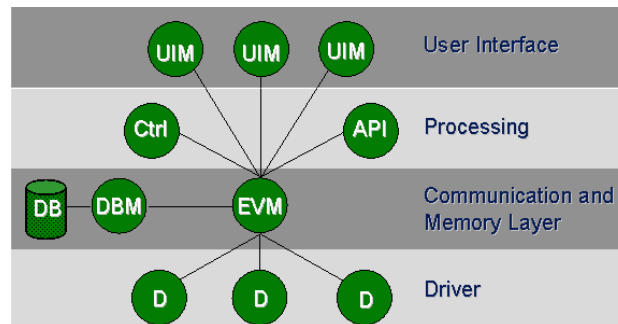 UIM UIM UIM User Interface
Ctrl API Processing
DB DBM EVM Communication and
Memory Layer
D D D Driver